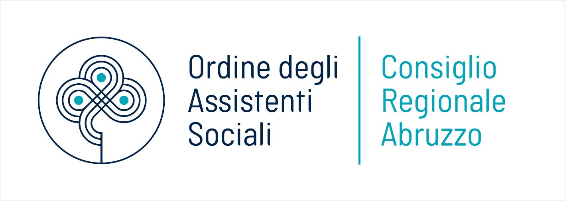 Ordine degli
Assistenti
Sociali
Consiglio
Regionale
Abruzzo